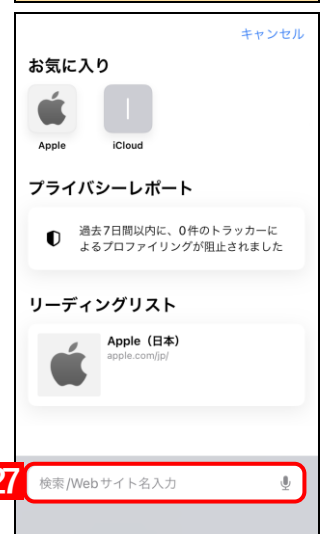 キャンセル
お気に入り
Apple
iCloud
プライバシーレポート
過去7日間以内に、0件のトラッカーに
よるプロファイリングが阻止されました
リーディングリスト
Apple（日本）
apple.com/jp/
27
検索/Webサイト名入力